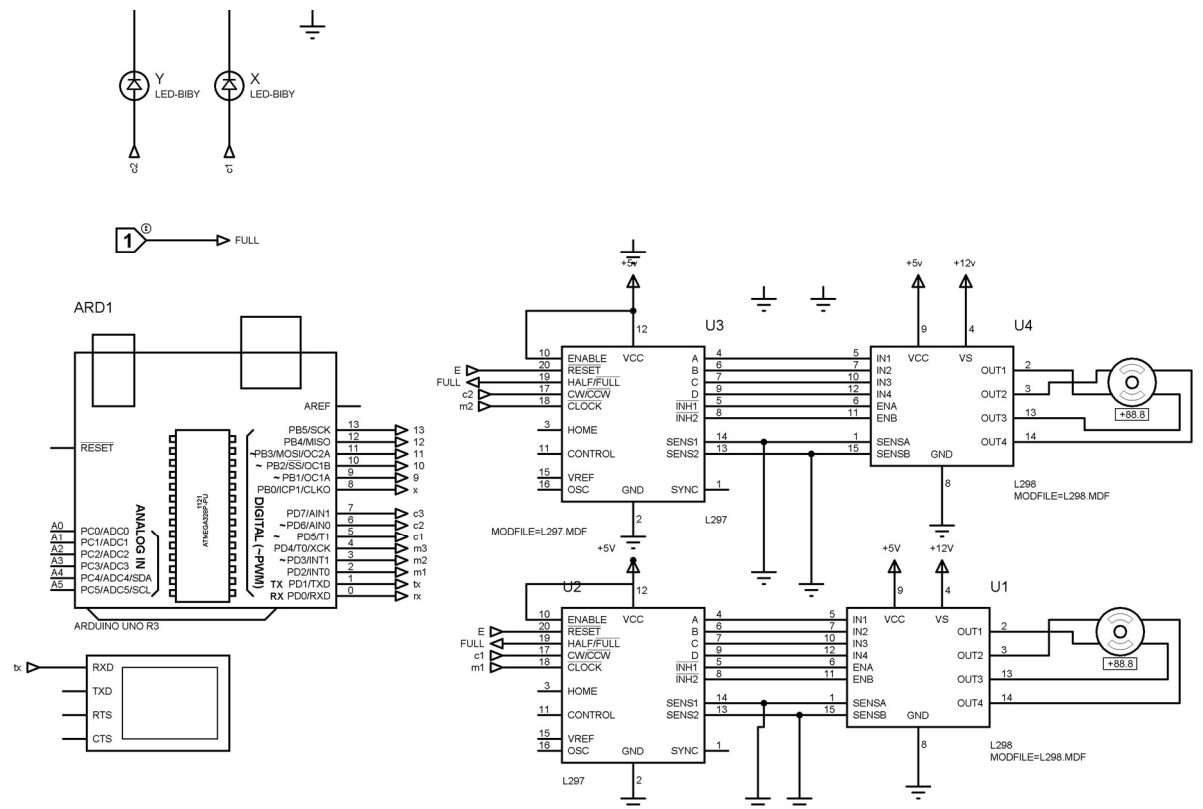 Y
LED-BIBY
X
LED-BIBY
c2
c1
1
FULL
ARD1
AREF
RESET
PB5/SCK 13 13
PB4/MISO 12 12
~PB3/MOSI/OC2A 11 11
~ PB2/SS/OC1B 10 10
~ PB1/OC1A 9 9
PB0/ICP1/CLKO 8 x
PD7/AIN1 7 c3
~PD6/AIN0 6 c2
~ PD5/T1 5 c1
PD4/T0/XCK 4 m3
~PD3/INT1 3 m2
PD2/INT0 2 m1
TX PD1/TXD 1 tx
RX PD0/RXD 0 rx
A0 PC0/ADC0
A1 PC1/ADC1
A2 PC2/ADC2
A3 PC3/ADC3
A4 PC4/ADC4/SDA
A5 PC5/ADC5/SCL
ANALOG IN
1121
ATMEGA328P-PU
DIGITAL (~PWM)
ARDUINO UNO R3
tx RXD
TXD
RTS
CTS
+5v
12
U3
10 ENABLE VCC A 4
E 20 RESET B 6
FULL 19 HALF/FULL C 7
c2 17 CW/CCW D 9
m2 18 CLOCK INH1 5
INH2 8
3 HOME
SENS1 14
11 CONTROL SENS2 13
15 VREF
16 OSC GND SYNC 1
2
L297
MODFILE=L297.MDF
+5v
+12v
9
4
U4
5 IN1 VCC VS
7 IN2 OUT1 2
10 IN3
12 IN4 OUT2 3
6 ENA
11 ENB OUT3 13
1 SENSA OUT4 14
15 SENSB GND
8
+88.8
L298
MODFILE=L298.MDF
+5V
12
U2
10 ENABLE VCC A 4
E 20 RESET B 6
FULL 19 HALF/FULL C 7
c1 17 CW/CCW D 9
m1 18 CLOCK INH1 5
INH2 8
3 HOME
SENS1 14
11 CONTROL SENS2 13
15 VREF
16 OSC GND SYNC 1
2
L297
+5V
+12V
9
4
U1
5 IN1 VCC VS
7 IN2 OUT1 2
10 IN3
12 IN4 OUT2 3
6 ENA
11 ENB OUT3 13
1 SENSA OUT4 14
15 SENSB GND
8
+88.8
L298
MODFILE=L298.MDF